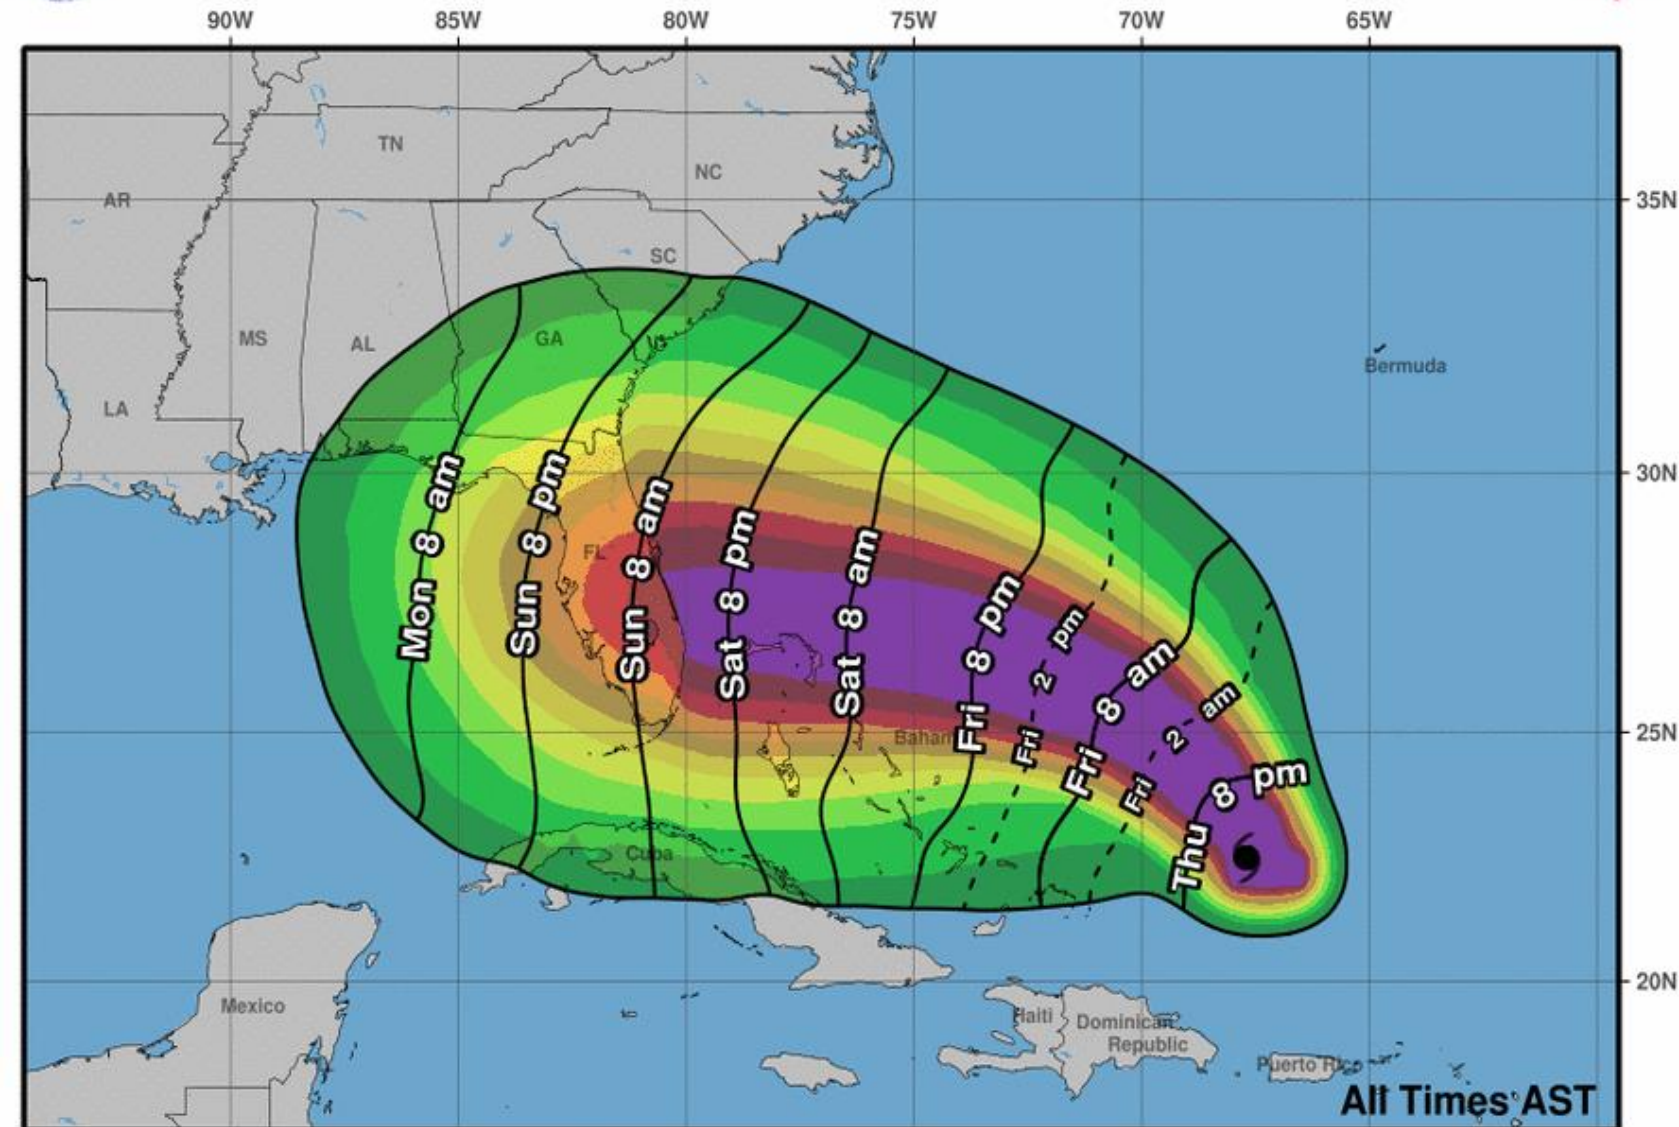 90W 85W 80W 75W 70W 65W
TN
NC
AR
35N
SC
MS
AL
GA
Bermuda
LA
30N
FL
Mon 8 am
Sun 8 pm
Sun 8 am
Sat 8 pm
Sat 8 am
Fri 8 pm
Fri 2 pm
Fri 8 am
Fri 2 am
Thu 8 pm
Baham
25N
Cuba
20N
Mexico
Haiti
Dominican
Republic
Puerto Rico
All Times AST